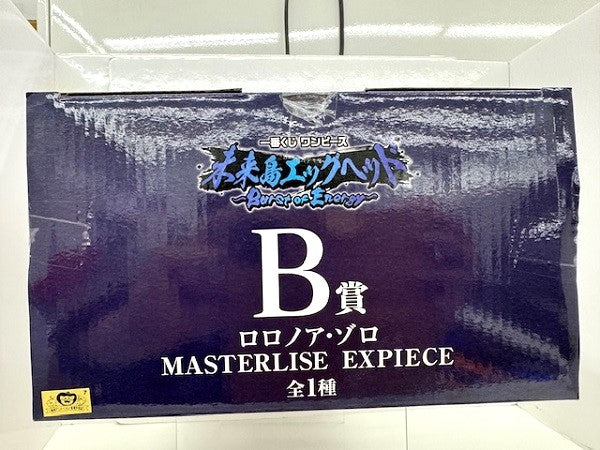 一番くじ ワンピース
未来島エッグヘッド
～Burst of Energy～
B賞
ロロノア・ゾロ
MASTERLISE EXPIECE
全1種